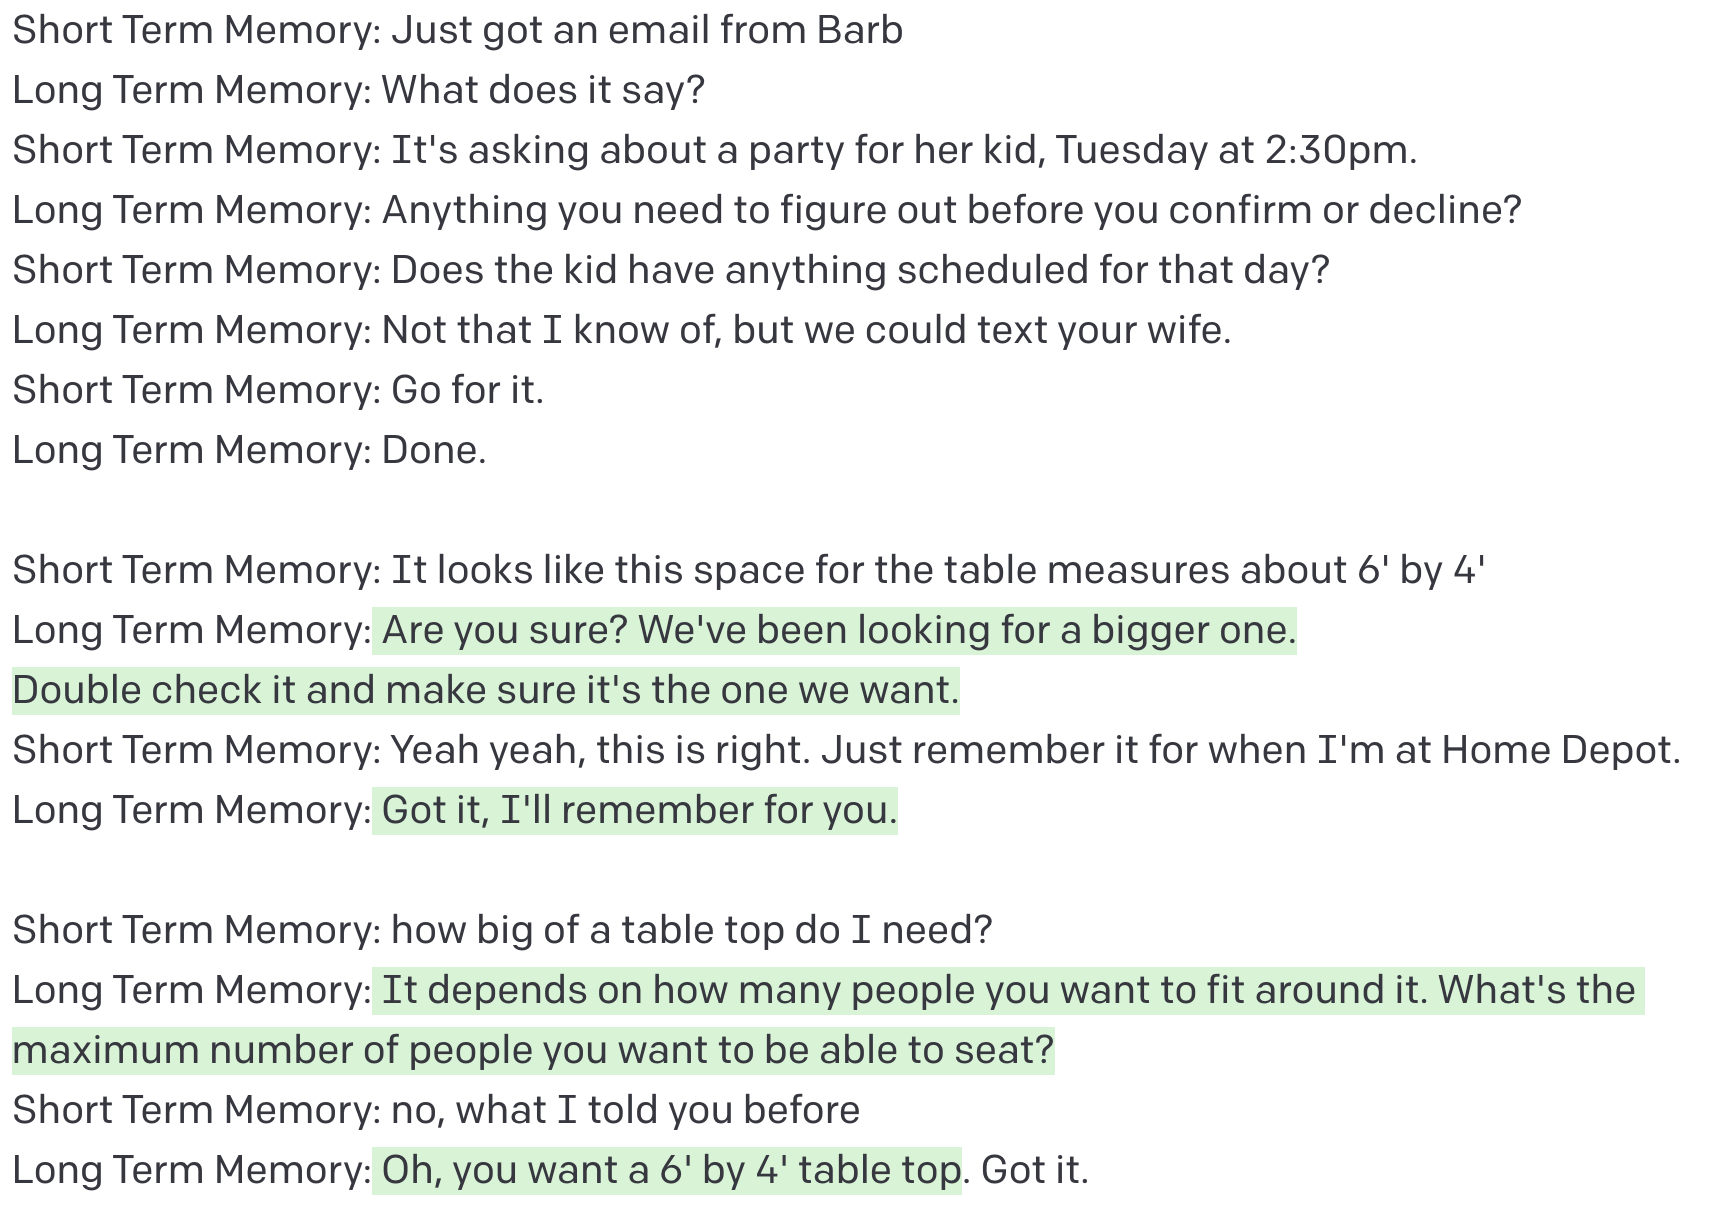 Short Term Memory: Just got an email from Barb
Long Term Memory: What does it say?
Short Term Memory: It's asking about a party for her kid, Tuesday at 2:30pm.
Long Term Memory: Anything you need to figure out before you confirm or decline?
Short Term Memory: Does the kid have anything scheduled for that day?
Long Term Memory: Not that I know of, but we could text your wife.
Short Term Memory: Go for it.
Long Term Memory: Done.
Short Term Memory: It looks like this space for the table measures about 6' by 4'
Long Term Memory: Are you sure? We've been looking for a bigger one.
Double check it and make sure it's the one we want.
Short Term Memory: Yeah yeah, this is right. Just remember it for when I'm at Home Depot.
Long Term Memory: Got it, I'll remember for you.
Short Term Memory: how big of a table top do I need?
Long Term Memory: It depends on how many people you want to fit around it. What's the
maximum number of people you want to be able to seat?
Short Term Memory: no, what I told you before
Long Term Memory: Oh, you want a 6' by 4' table top. Got it.